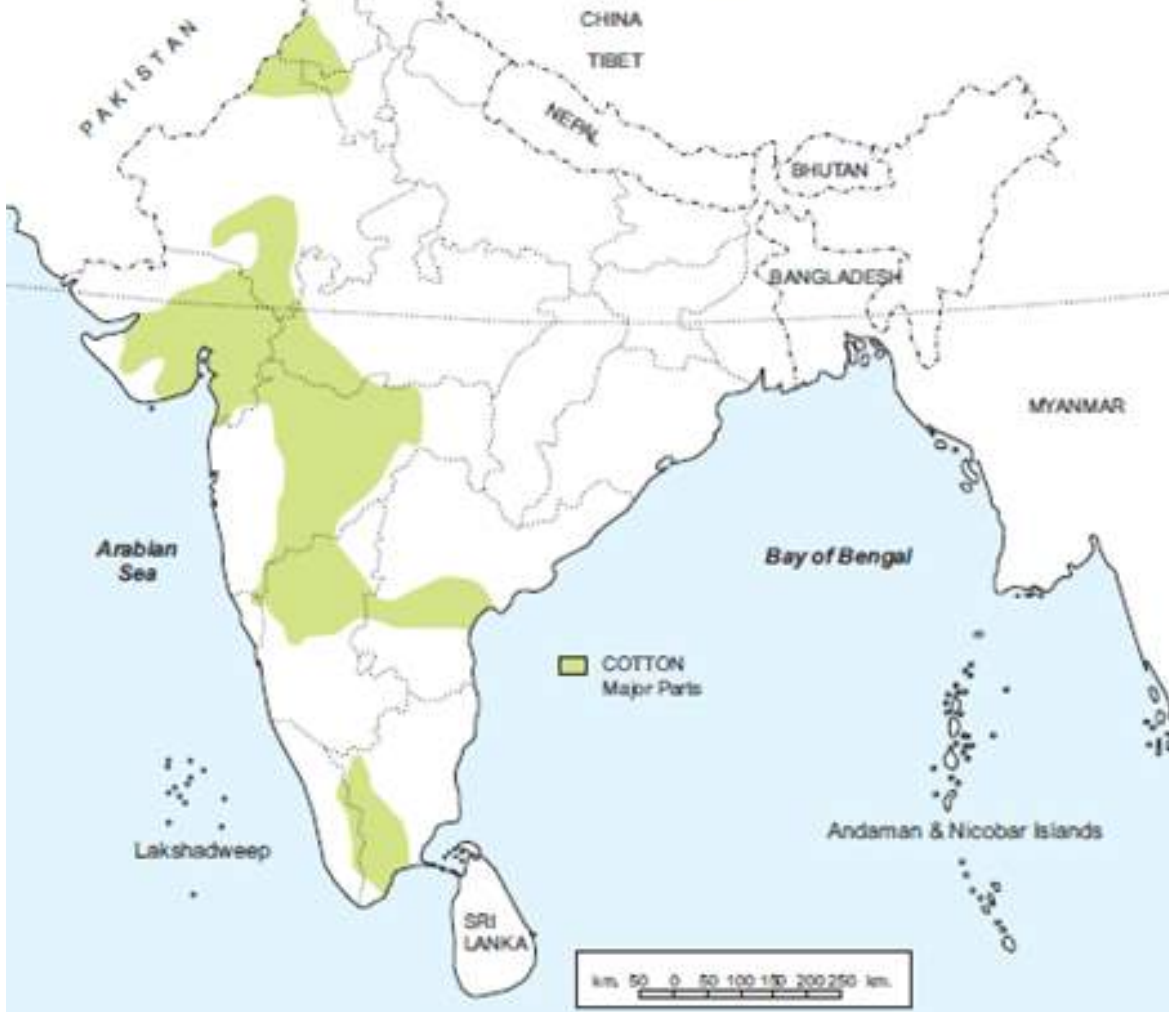 CHINA
TIBET
PAKISTAN
NEPAL
BHUTAN
BANGLADESH
MYANMAR
Arabian
Sea
Bay of Bengal
COTTON
Major Parts
Lakshadweep
Andaman & Nicobar Islands
SRI
LANKA
km. 50 0 50 100 150 200 250 km.